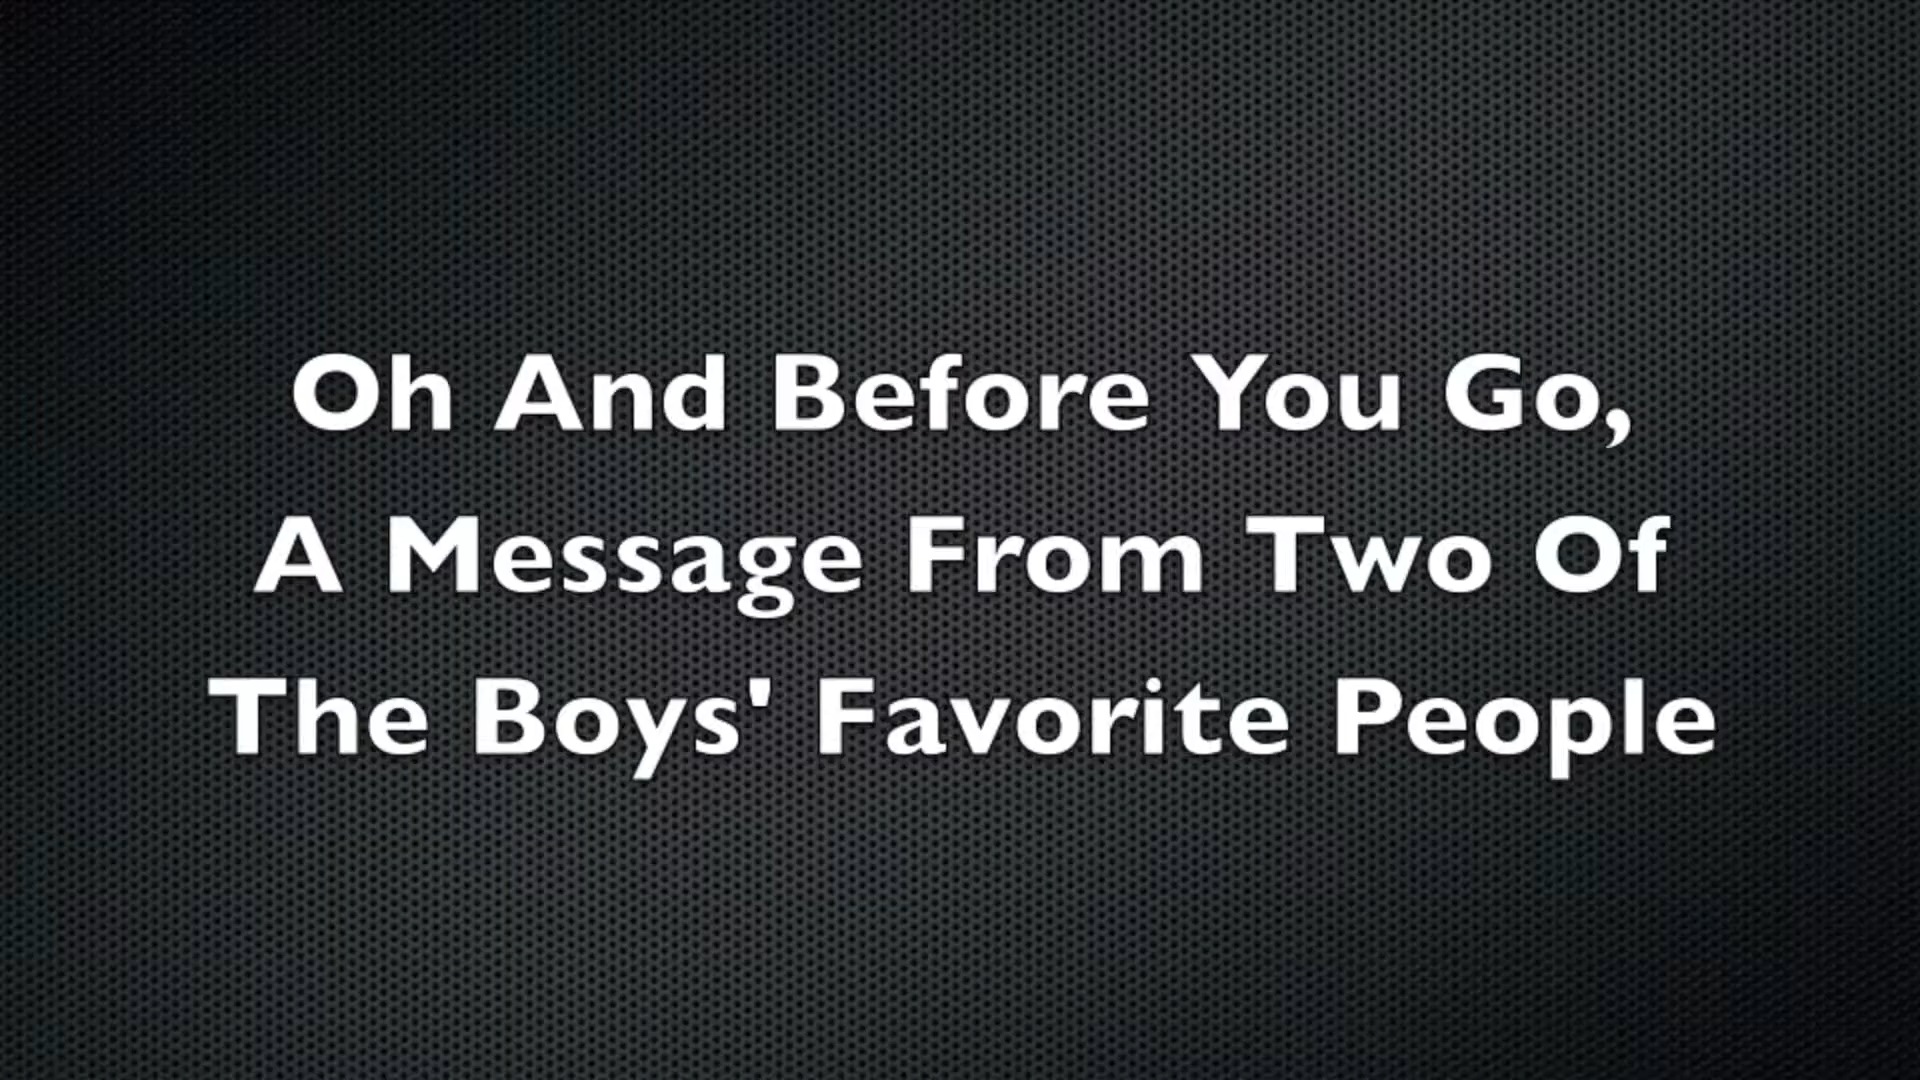 Oh And Before You Go,
A Message From Two Of
The Boys' Favorite People